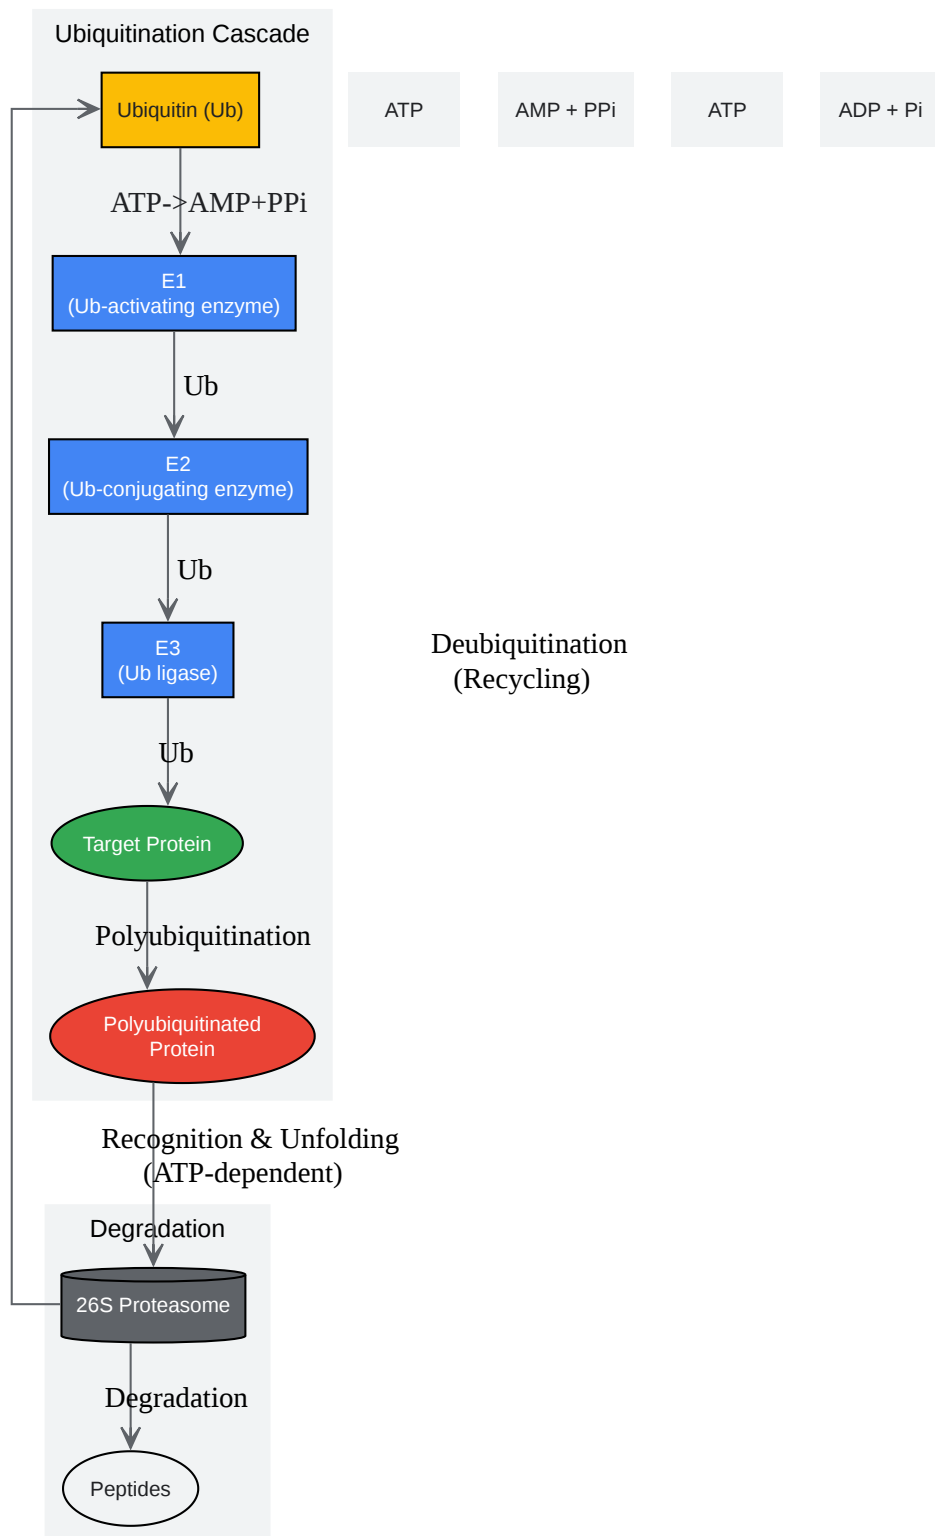 Ubiquitination Cascade
Ubiquitin (Ub)
ATP
AMP + PPi
ATP
ADP + Pi
ATP->AMP+PPi
E1
(Ub-activating enzyme)
Ub
E2
(Ub-conjugating enzyme)
Ub
E3
(Ub ligase)
Deubiquitination
(Recycling)
Ub
Target Protein
Polyubiquitination
Polyubiquitinated
Protein
Recognition & Unfolding
(ATP-dependent)
Degradation
26S Proteasome
Degradation
Peptides